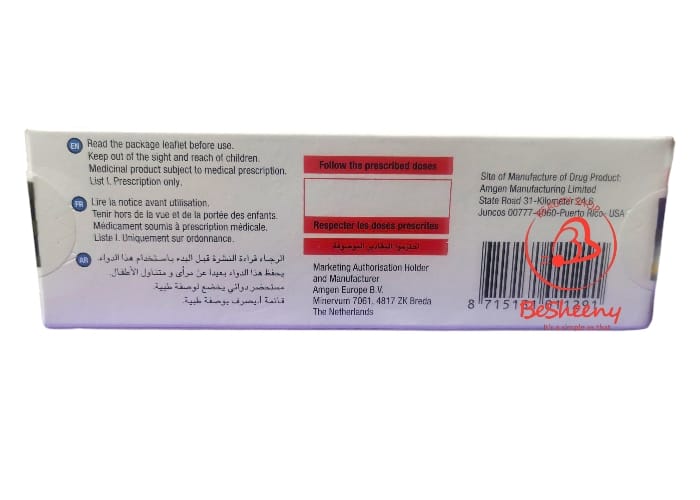 EN Read the package leaflet before use.
Keep out of the sight and reach of children.
Medicinal product subject to medical prescription.
List I. Prescription only.
FR Lire la notice avant utilisation.
Tenir hors de la vue et de la portée des enfants.
Médicament soumis à prescription médicale.
Liste I. Uniquement sur ordonnance.
AR الرجاء قراءة النشرة قبل البدء باستخدام هذا الدواء.
يحفظ هذا الدواء بعيدا عن مرأى و متناول الأطفال.
مستحضر دوائي يخضع لوصفة طبية.
قائمة أ. يصرف بوصفة طبية.
Follow the prescribed doses
Respecter les doses prescrites
احترموا المقادير الموصوفة
Marketing Authorisation Holder
and Manufacturer
Amgen Europe B.V.
Minervum 7061, 4817 ZK Breda
The Netherlands
Site of Manufacture of Drug Product:
Amgen Manufacturing Limited
State Road 31-Kilometer 24.6
Juncos 00777-4060-Puerto Rico- USA
BeSheeny
It's a simple as that